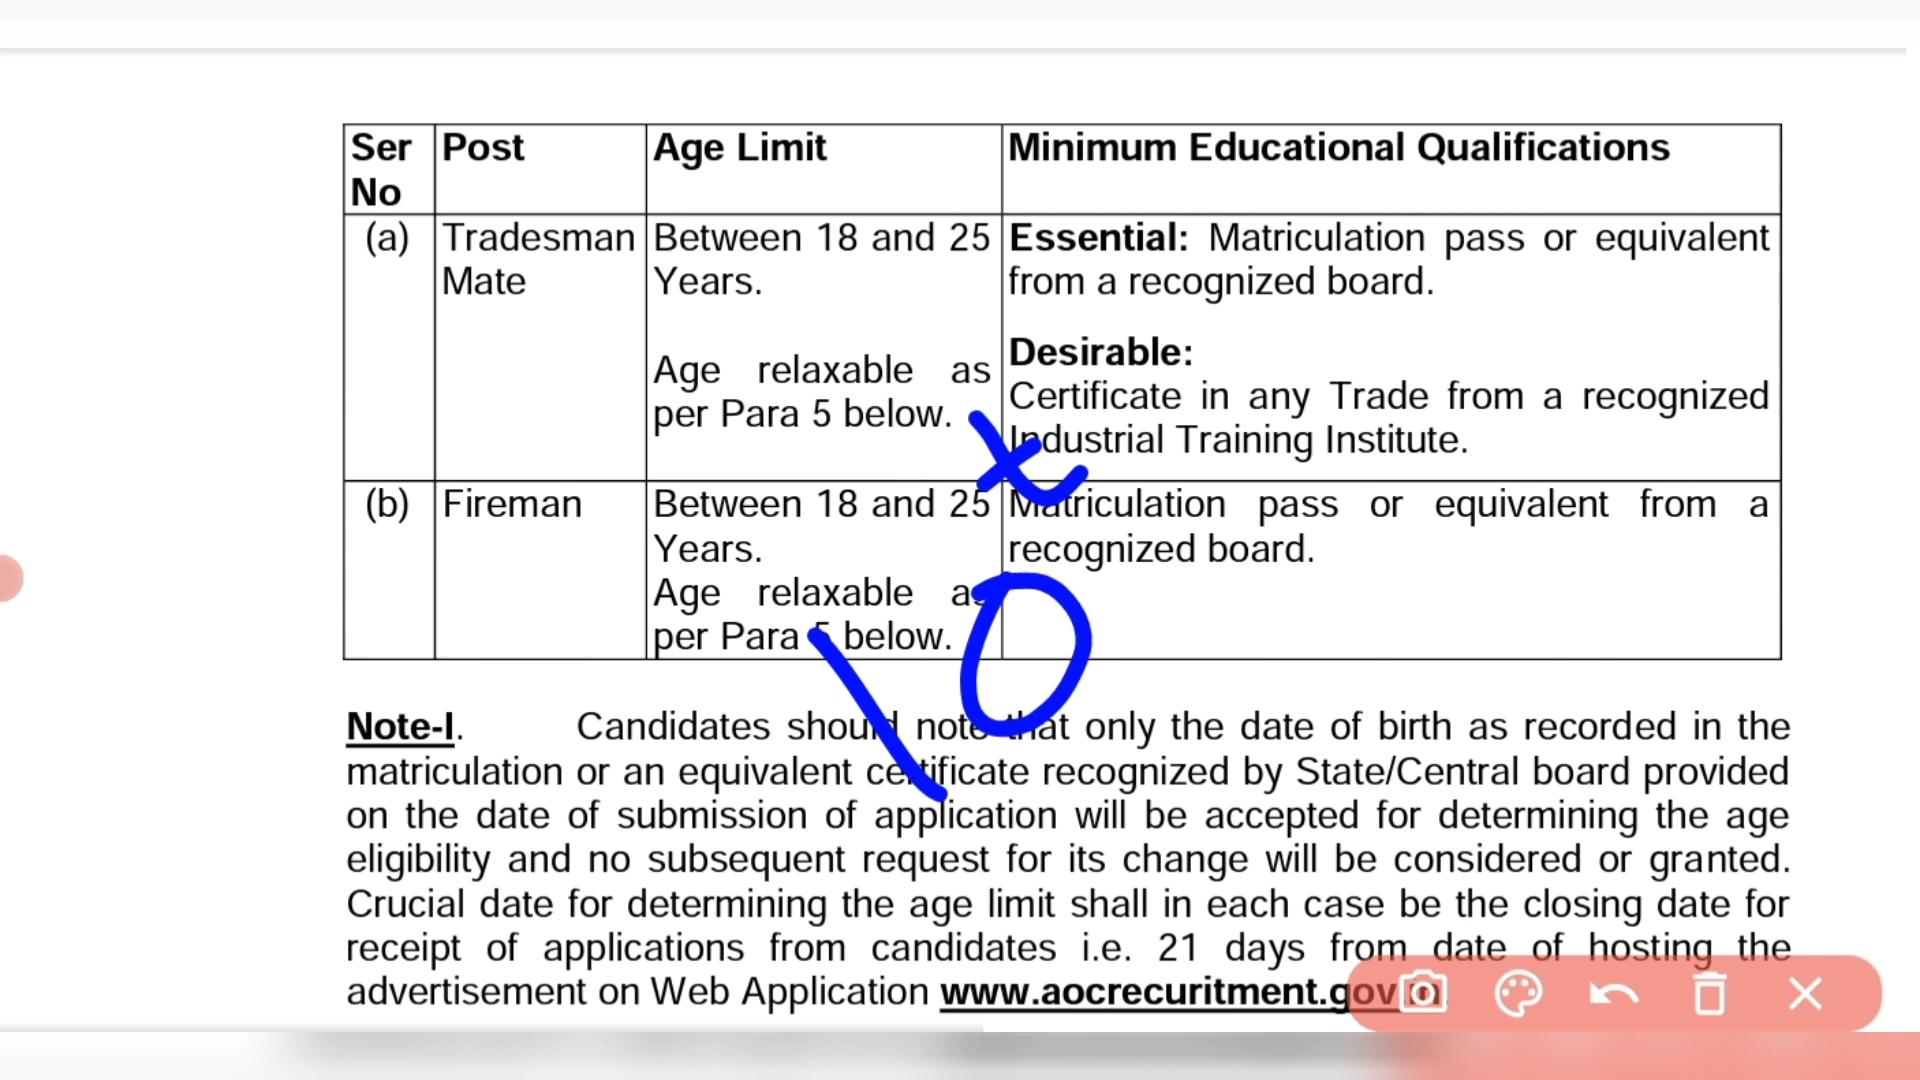 Ser No
Post
Age Limit
Minimum Educational Qualifications
(a)
Tradesman
Mate
Between 18 and 25
Years.
Age relaxable as
per Para 5 below.
Essential: Matriculation pass or equivalent
from a recognized board.
Desirable:
Certificate in any Trade from a recognized
Industrial Training Institute.
(b)
Fireman
Between 18 and 25
Years.
Age relaxable as
per Para 5 below.
Matriculation pass or equivalent from a
recognized board.
Note-I. Candidates should note that only the date of birth as recorded in the
matriculation or an equivalent certificate recognized by State/Central board provided
on the date of submission of application will be accepted for determining the age
eligibility and no subsequent request for its change will be considered or granted.
Crucial date for determining the age limit shall in each case be the closing date for
receipt of applications from candidates i.e. 21 days from date of hosting the
advertisement on Web Application www.aocrecuritment.gov.in.